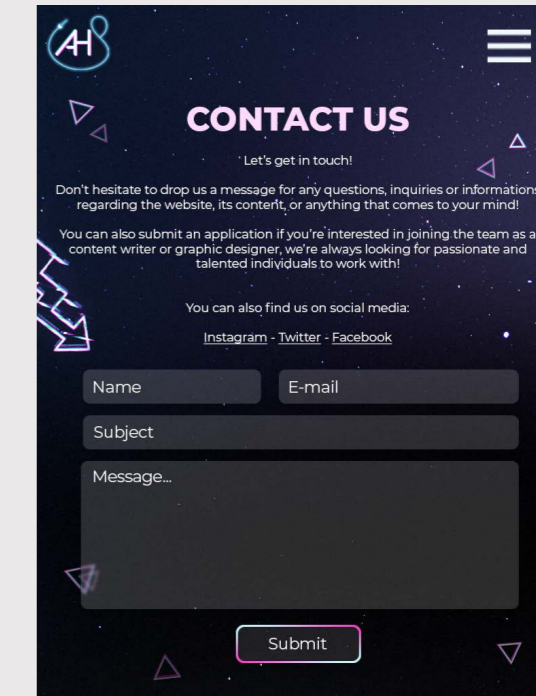 AH
CONTACT US
Let's get in touch!
Don't hesitate to drop us a message for any questions, inquiries or informations
regarding the website, its content, or anything that comes to your mind!
You can also submit an application if you're interested in joining the team as a
content writer or graphic designer, we're always looking for passionate and
talented individuals to work with!
You can also find us on social media:
Instagram - Twitter - Facebook
Name E-mail
Subject
Message...
Submit